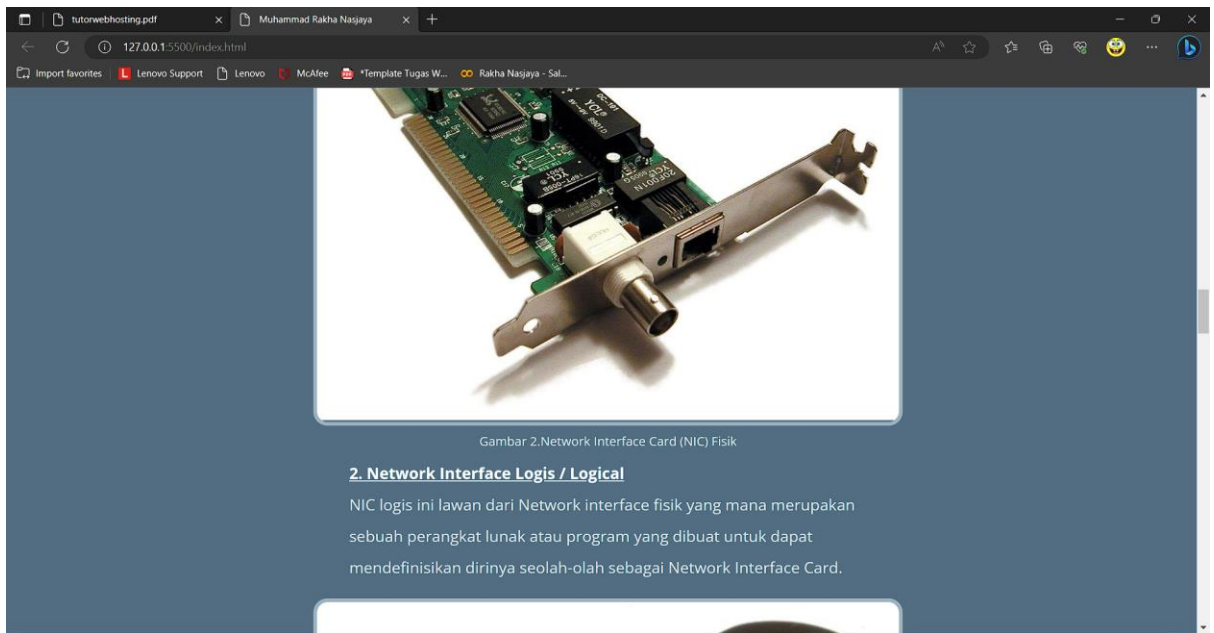 tutorwebhosting.pdf
Muhammad Rakha Nasjaya
127.0.0.1:5500/index.html
Import favorites
Lenovo Support
Lenovo
McAfee
*Template Tugas W...
Rakha Nasjaya - Sal...
YCL
20F001N
YCL
Gambar 2.Network Interface Card (NIC) Fisik
2. Network Interface Logis / Logical
NIC logis ini lawan dari Network interface fisik yang mana merupakan
sebuah perangkat lunak atau program yang dibuat untuk dapat
mendefinisikan dirinya seolah-olah sebagai Network Interface Card.